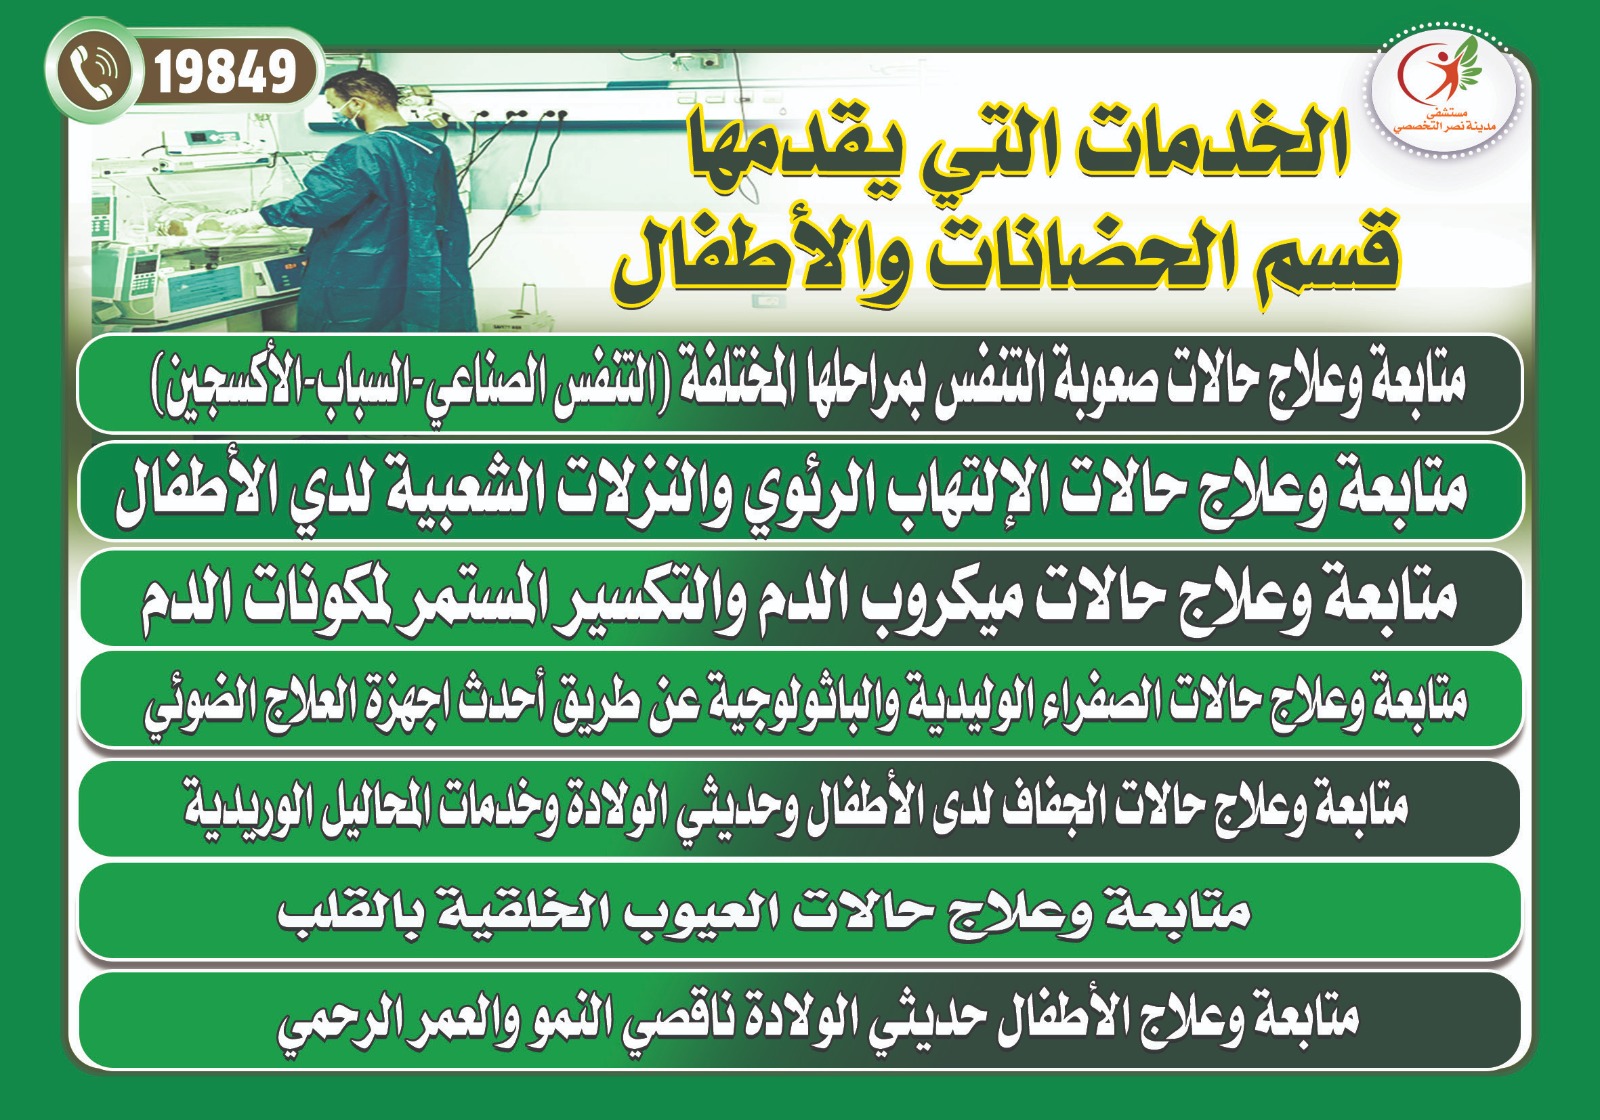 19849
مستشفى
مدينة نصر التخصصي
الخدمات التي يقدمها
قسم الحضانات والأطفال
متابعة وعلاج حالات صعوبة التنفس بمراحلها المختلفة (التنفس الصناعي-السباب-الأكسجين)
متابعة وعلاج حالات الإلتهاب الرئوي والنزلات الشعبية لدي الأطفال
متابعة وعلاج حالات ميكروب الدم والتكسير المستمر لمكونات الدم
متابعة وعلاج حالات الصفراء الوليدية والباثولوجية عن طريق أحدث اجهزة العلاج الضوئي
متابعة وعلاج حالات الجفاف لدى الأطفال وحديثي الولادة وخدمات المحاليل الوريدية
متابعة وعلاج حالات العيوب الخلقية بالقلب
متابعة وعلاج الأطفال حديثي الولادة ناقصي النمو والعمر الرحمي